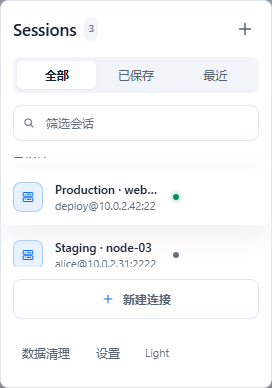 Sessions 3
全部 已保存 最近
筛选会话
Production · web...
deploy@10.0.2.42:22
Staging · node-03
alice@10.0.2.31:2222
+ 新建连接
数据清理 设置 Light